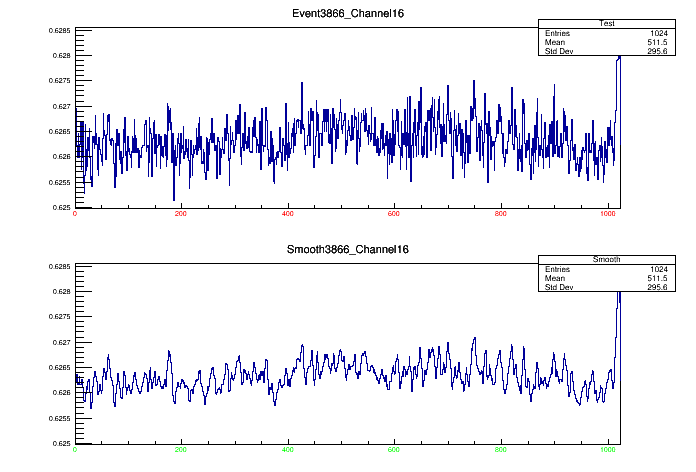 Event3866_Channel16
Test
Entries 1024
Mean 511.5
Std Dev 295.6
0.6285
0.628
0.6275
0.627
0.6265
0.626
0.6255
0.625
0 200 400 600 800 1000
Smooth3866_Channel16
Smooth
Entries 1024
Mean 511.5
Std Dev 295.6
0.6285
0.628
0.6275
0.627
0.6265
0.626
0.6255
0.625
0 200 400 600 800 1000